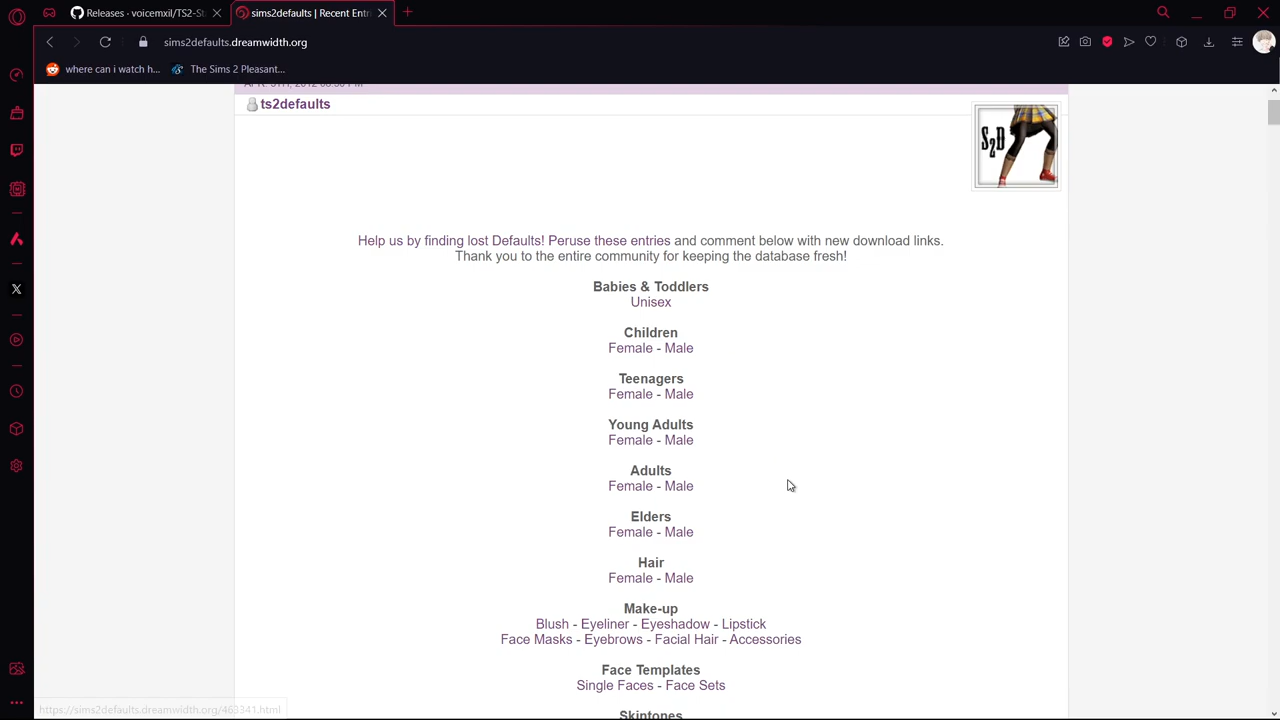 Releases · voicemxil/TS2-St
sims2defaults | Recent Entri
sims2defaults.dreamwidth.org
where can i watch h...
The Sims 2 Pleasant...
ts2defaults
S2D
Help us by finding lost Defaults! Peruse these entries and comment below with new download links.
Thank you to the entire community for keeping the database fresh!
Babies & Toddlers
Unisex
Children
Female - Male
Teenagers
Female - Male
Young Adults
Female - Male
Adults
Female - Male
Elders
Female - Male
Hair
Female - Male
Make-up
Blush - Eyeliner - Eyeshadow - Lipstick
Face Masks - Eyebrows - Facial Hair - Accessories
Face Templates
Single Faces - Face Sets
Skintones
https://sims2defaults.dreamwidth.org/463341.html